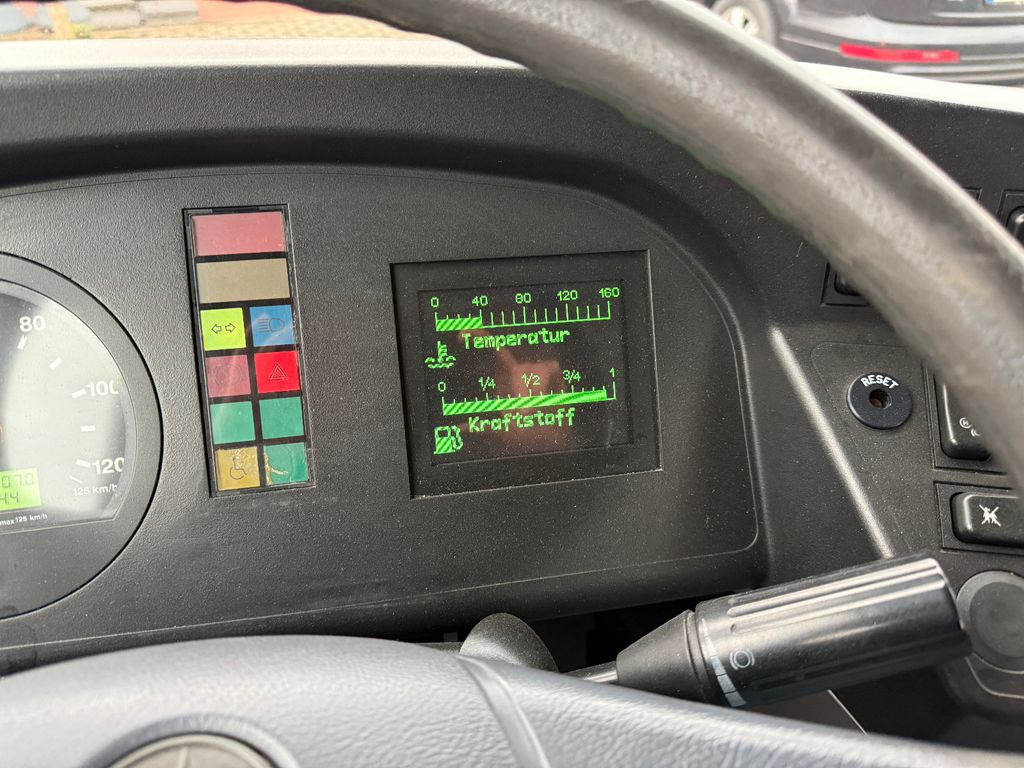 80
100
120
125 km/h
max 125 km/h
0 40 80 120 160
Temperatur
0 1/4 1/2 3/4 1
Kraftstoff
RESET